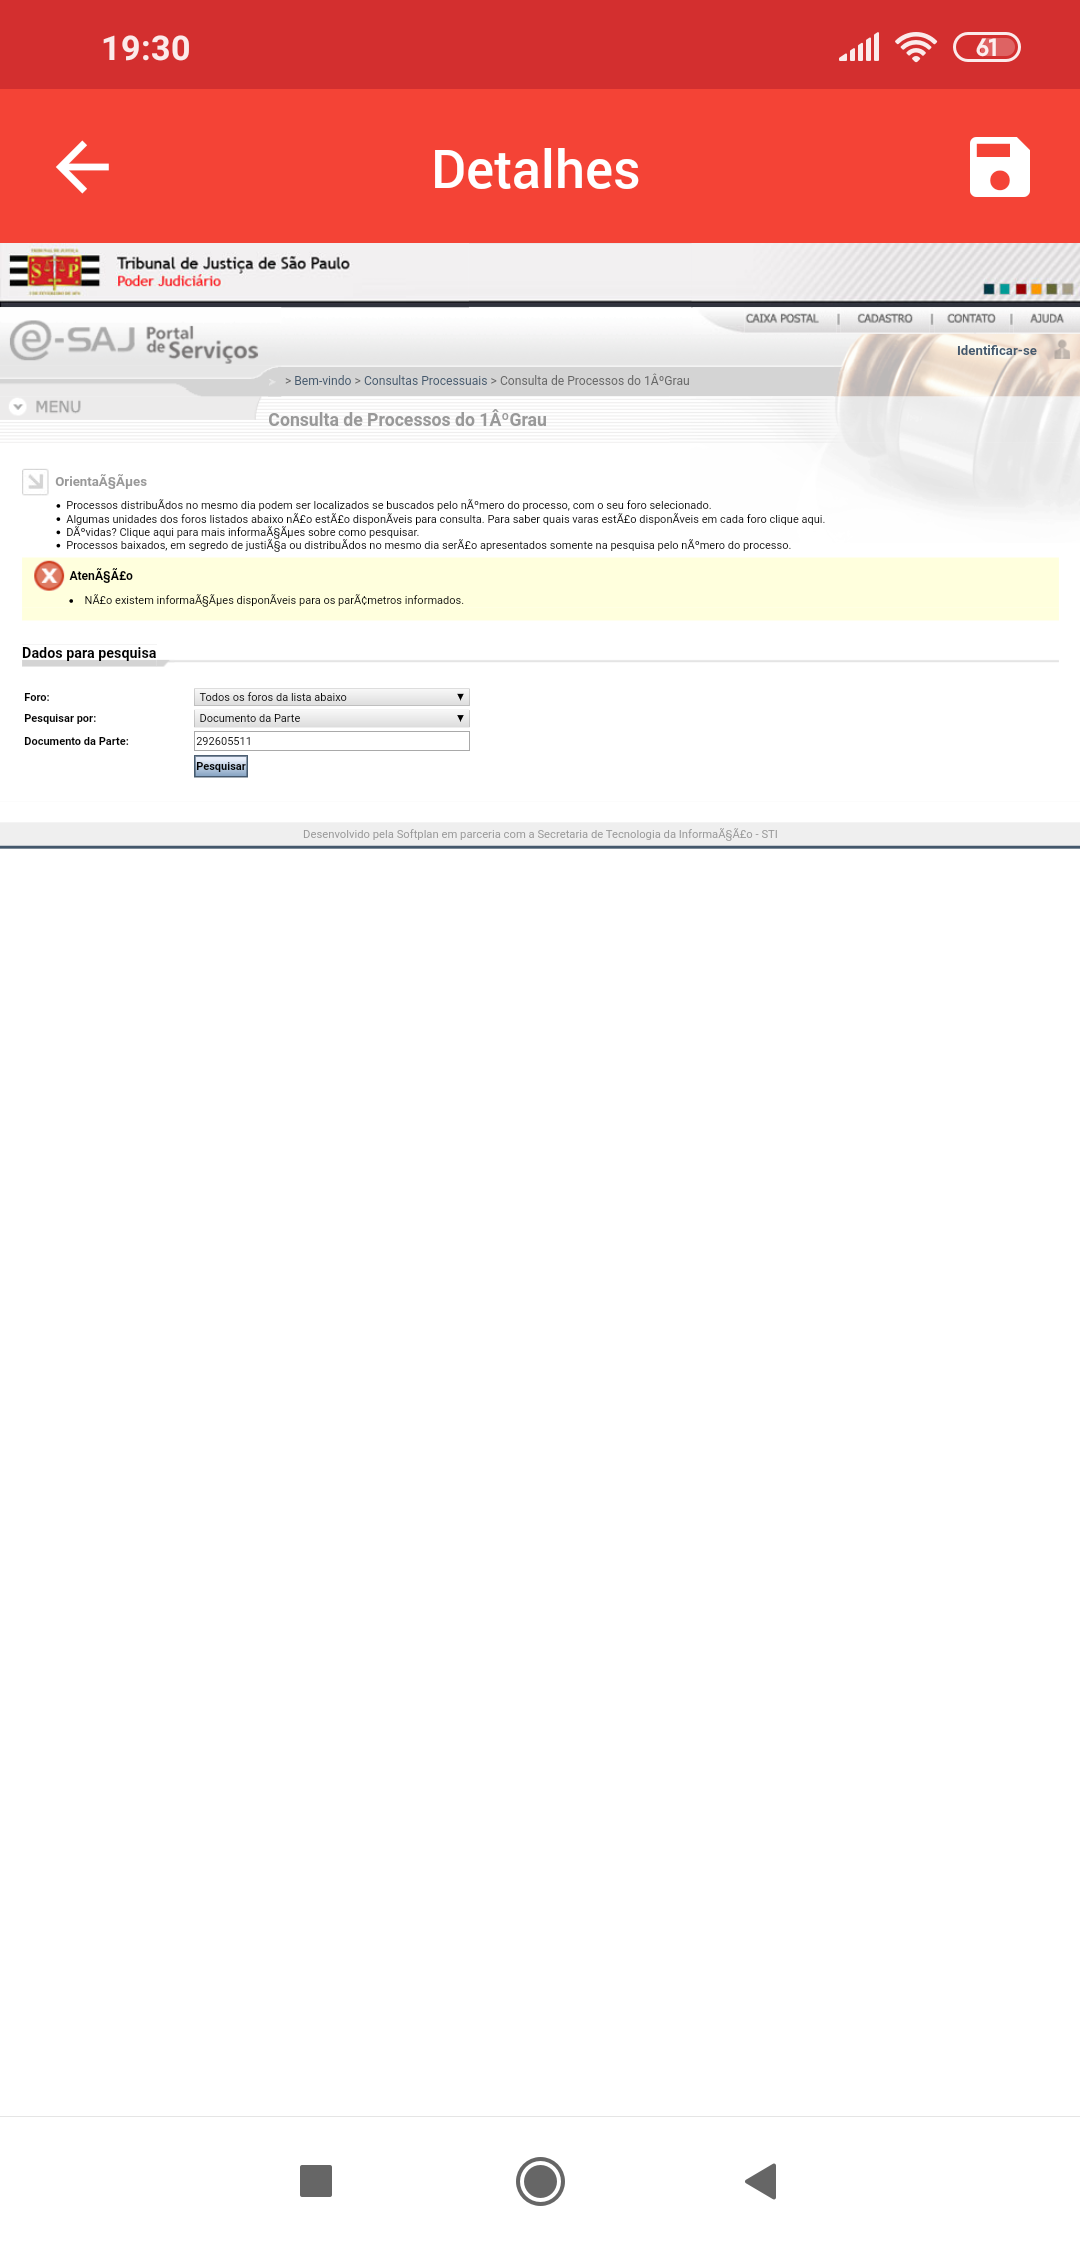 19:30
61
Detalhes
Tribunal de Justiça de São Paulo
Poder Judiciário
CAIXA POSTAL | CADASTRO | CONTATO | AJUDA
e-SAJ Portal de Serviços
Identificar-se
> Bem-vindo > Consultas Processuais > Consulta de Processos do 1ÂºGrau
MENU
Consulta de Processos do 1ÂºGrau
OrientaÃ§Ãµes
• Processos distribuÃ­dos no mesmo dia podem ser localizados se buscados pelo nÃºmero do processo, com o seu foro selecionado.
• Algumas unidades dos foros listados abaixo nÃ£o estÃ£o disponÃ­veis para consulta. Para saber quais varas estÃ£o disponÃ­veis em cada foro clique aqui.
• DÃºvidas? Clique aqui para mais informaÃ§Ãµes sobre como pesquisar.
• Processos baixados, em segredo de justiÃ§a ou distribuÃ­dos no mesmo dia serÃ£o apresentados somente na pesquisa pelo nÃºmero do processo.
AtenÃ§Ã£o
• NÃ£o existem informaÃ§Ãµes disponÃ­veis para os parÃ¢metros informados.
Dados para pesquisa
Foro: Todos os foros da lista abaixo
Pesquisar por: Documento da Parte
Documento da Parte: 292605511
Pesquisar
Desenvolvido pela Softplan em parceria com a Secretaria de Tecnologia da InformaÃ§Ã£o - STI